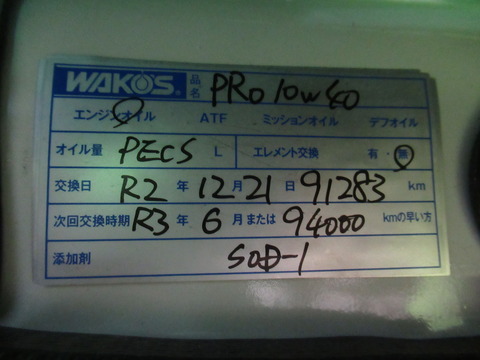 WAKO'S 品名 PRO 10W40
エンジンオイル ATF ミッションオイル デフオイル
オイル量 PECS L エレメント交換 有・無
交換日 R2 年 12 月 21 日 91283 km
次回交換時期 R3 年 6 月または 94000 kmの早い方
添加剤 SOD-1